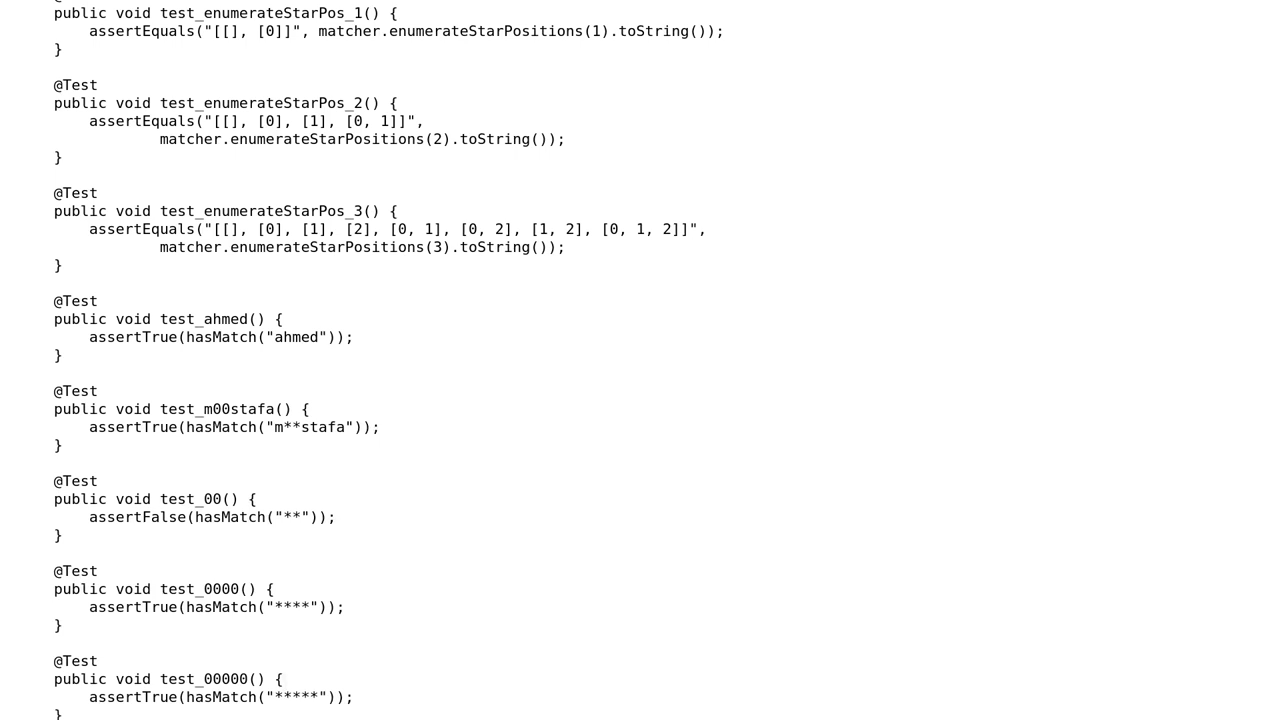 public void test_enumerateStarPos_1() {
    assertEquals("[[], [0]]", matcher.enumerateStarPositions(1).toString());
}
@Test
public void test_enumerateStarPos_2() {
    assertEquals("[[], [0], [1], [0, 1]]",
            matcher.enumerateStarPositions(2).toString());
}
@Test
public void test_enumerateStarPos_3() {
    assertEquals("[[], [0], [1], [2], [0, 1], [0, 2], [1, 2], [0, 1, 2]]",
            matcher.enumerateStarPositions(3).toString());
}
@Test
public void test_ahmed() {
    assertTrue(hasMatch("ahmed"));
}
@Test
public void test_m00stafa() {
    assertTrue(hasMatch("m**stafa"));
}
@Test
public void test_00() {
    assertFalse(hasMatch("**"));
}
@Test
public void test_0000() {
    assertTrue(hasMatch("****"));
}
@Test
public void test_00000() {
    assertTrue(hasMatch("*****"));
}